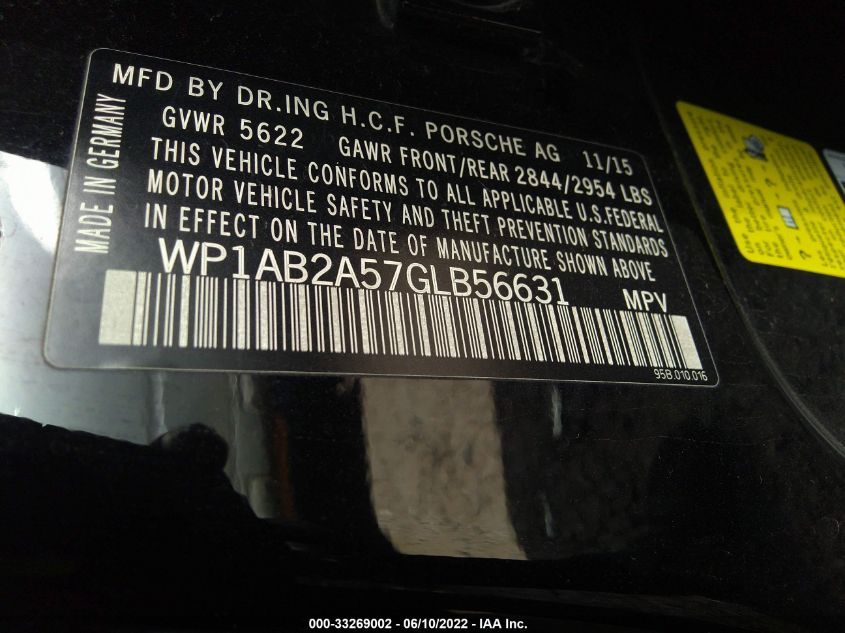 MFD BY DR.ING H.C.F. PORSCHE AG 11/15
GVWR 5622 GAWR FRONT/REAR 2844/2954 LBS
THIS VEHICLE CONFORMS TO ALL APPLICABLE U.S.FEDERAL
MOTOR VEHICLE SAFETY AND THEFT PREVENTION STANDARDS
IN EFFECT ON THE DATE OF MANUFACTURE SHOWN ABOVE
WP1AB2A57GLB56631 MPV
95B.010.016
MADE IN GERMANY
000-33269002 - 06/10/2022 - IAA Inc.